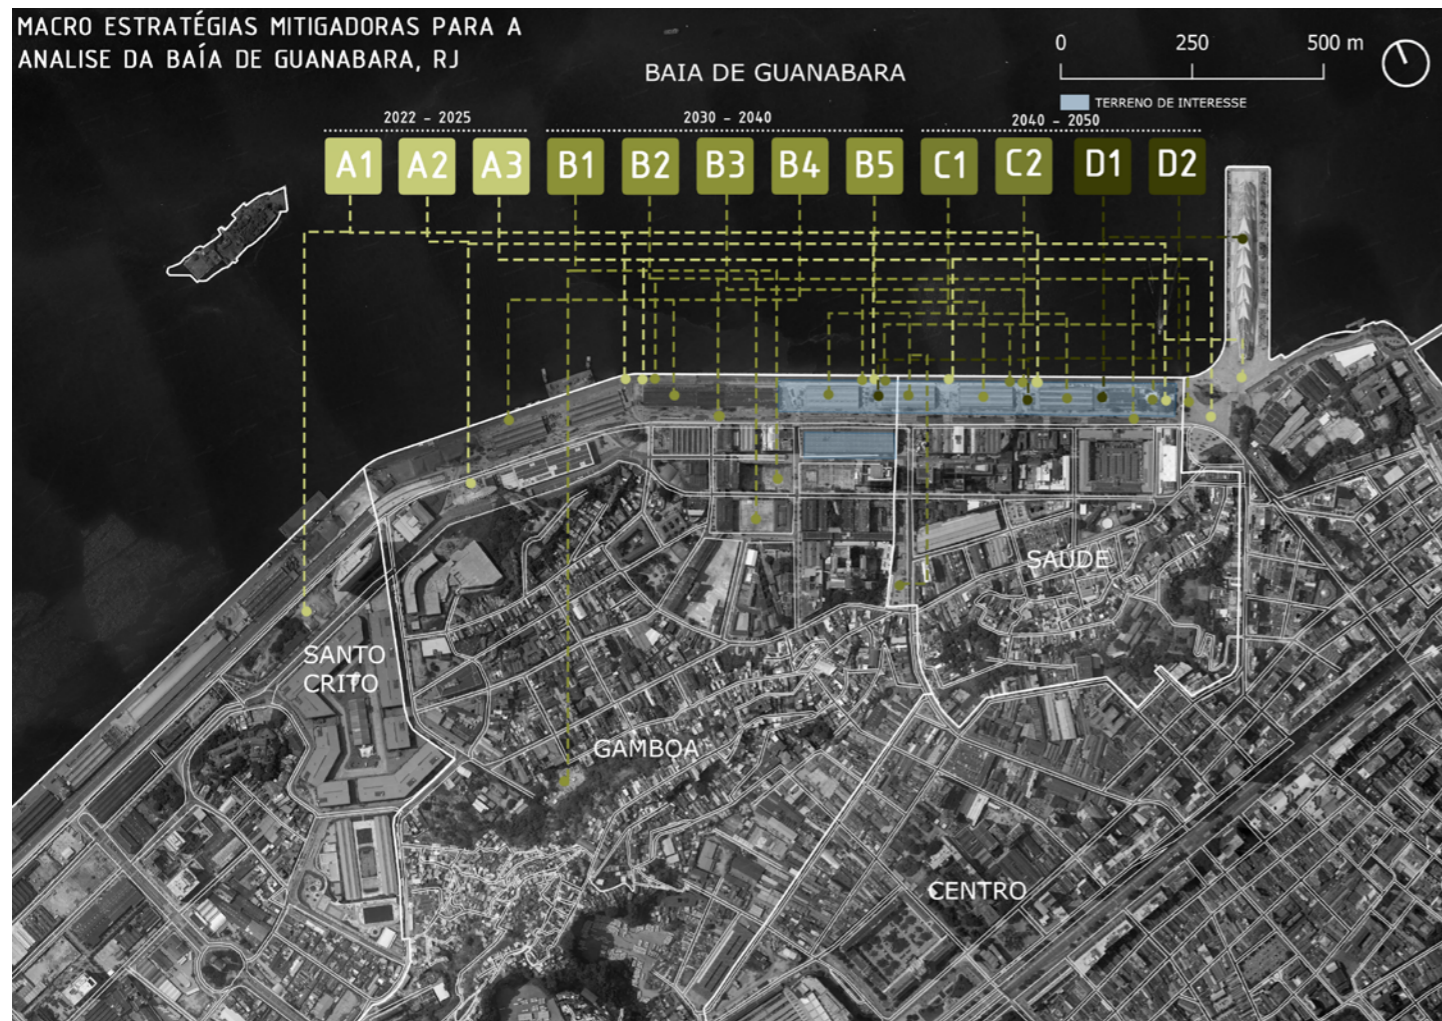 MACRO ESTRATÉGIAS MITIGADORAS PARA A
ANALISE DA BAÍA DE GUANABARA, RJ
BAIA DE GUANABARA
0 250 500 m
TERRENO DE INTERESSE
2022 - 2025
2030 - 2040
2040 - 2050
A1 A2 A3 B1 B2 B3 B4 B5 C1 C2 D1 D2
SAUDE
SANTO
CRITO
GAMBOA
CENTRO